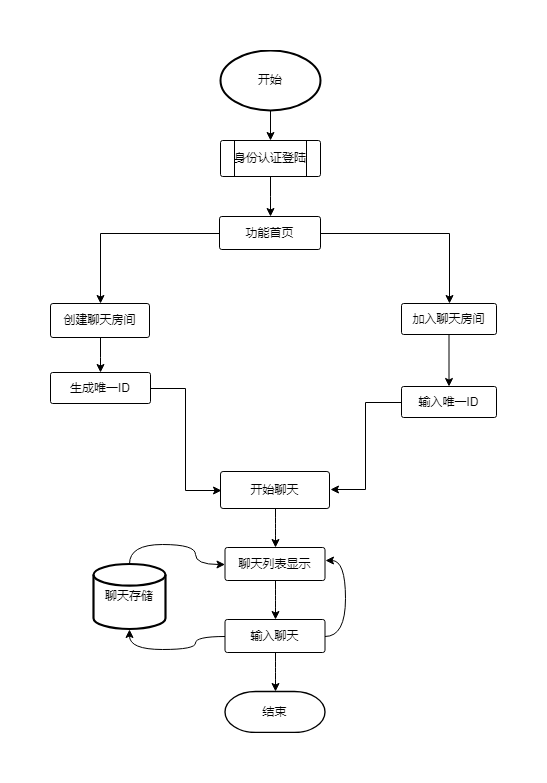 开始
身份认证登陆
功能首页
创建聊天房间
加入聊天房间
生成唯一ID
输入唯一ID
开始聊天
聊天列表显示
聊天存储
输入聊天
结束